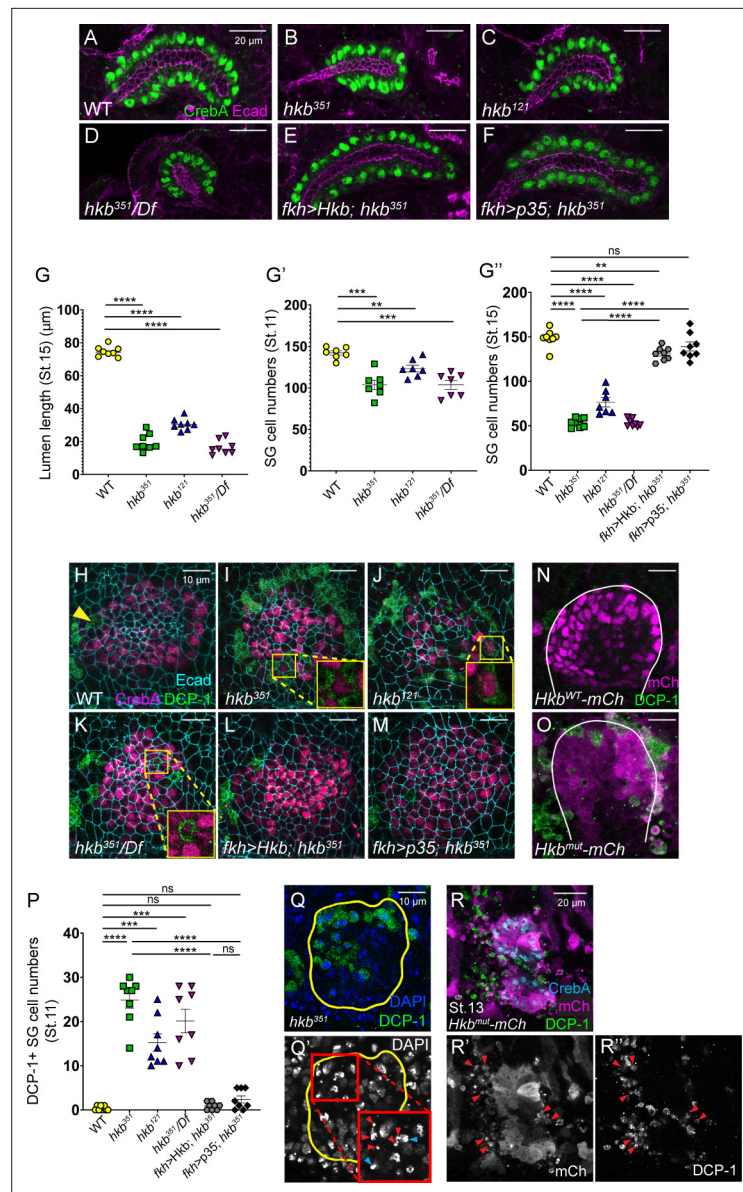 A
20 μm
WT
CrebA Ecad
B
hkb351
C
hkb121
D
hkb351/Df
E
fkh>Hkb; hkb351
F
fkh>p35; hkb351
G
Lumen length (St.15) (μm)
100
80
60
40
20
0
****
****
****
WT
hkb351
hkb121
hkb351/Df
G'
SG cell numbers (St.11)
200
150
100
50
0
***
**
***
WT
hkb351
hkb121
hkb351/Df
G''
SG cell numbers (St.15)
200
150
100
50
0
ns
**
****
****
**** ****
****
WT
hkb351
hkb121
hkb351/Df
fkh>Hkb; hkb351
fkh>p35; hkb351
H
10 μm
Ecad
WT
CrebA DCP-1
I
hkb351
J
hkb121
N
mCh
HkbWT-mCh
DCP-1
K
hkb351/Df
L
fkh>Hkb; hkb351
M
fkh>p35; hkb351
O
Hkbmut-mCh
P
DCP-1+ SG cell numbers
(St.11)
40
30
20
10
0
ns
ns
***
***
**** ****
**** ns
WT
hkb351
hkb121
hkb351/Df
fkh>Hkb; hkb351
fkh>p35; hkb351
Q
10 μm
DAPI
hkb351
DCP-1
R
20 μm
CrebA
St.13
mCh
Hkbmut-mCh
DCP-1
Q'
DAPI
R'
mCh
R''
DCP-1